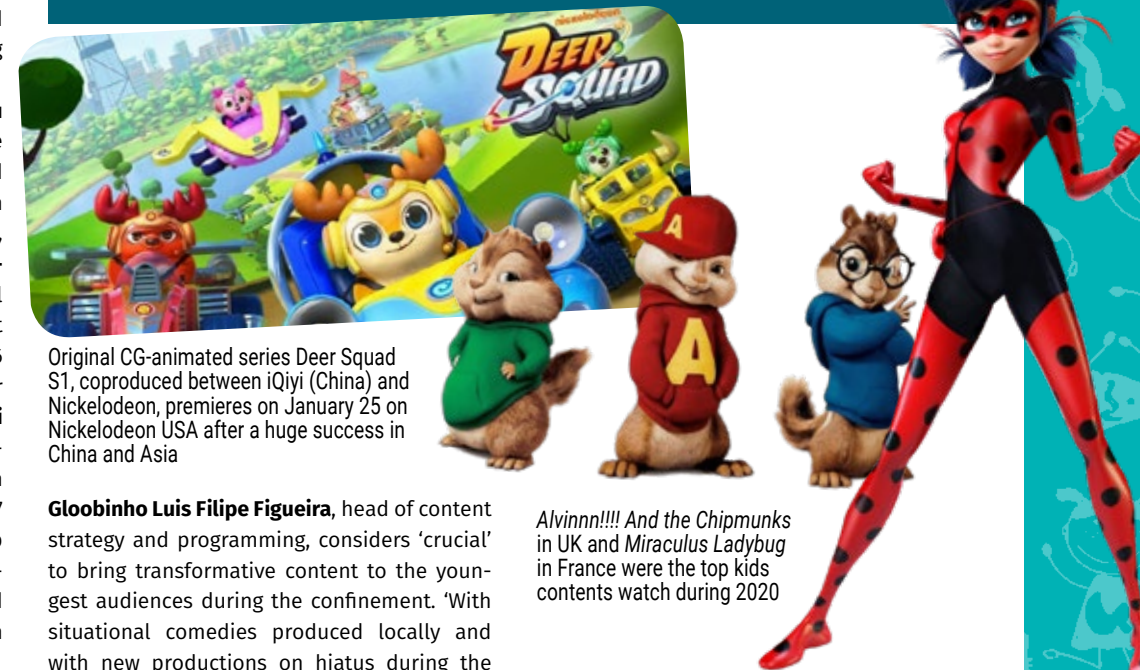 nickelodeon
DEER
SQUAD
A
A
Original CG-animated series Deer Squad
S1, coproduced between iQiyi (China) and
Nickelodeon, premieres on January 25 on
Nickelodeon USA after a huge success in
China and Asia
Gloobinho Luis Filipe Figueira, head of content
strategy and programming, considers ‘crucial’
to bring transformative content to the youn-
gest audiences during the confinement. ‘With
situational comedies produced locally and
with new productions on hiatus during the
Alvinnn!!!! And the Chipmunks
in UK and Miraculus Ladybug
in France were the top kids
contents watch during 2020